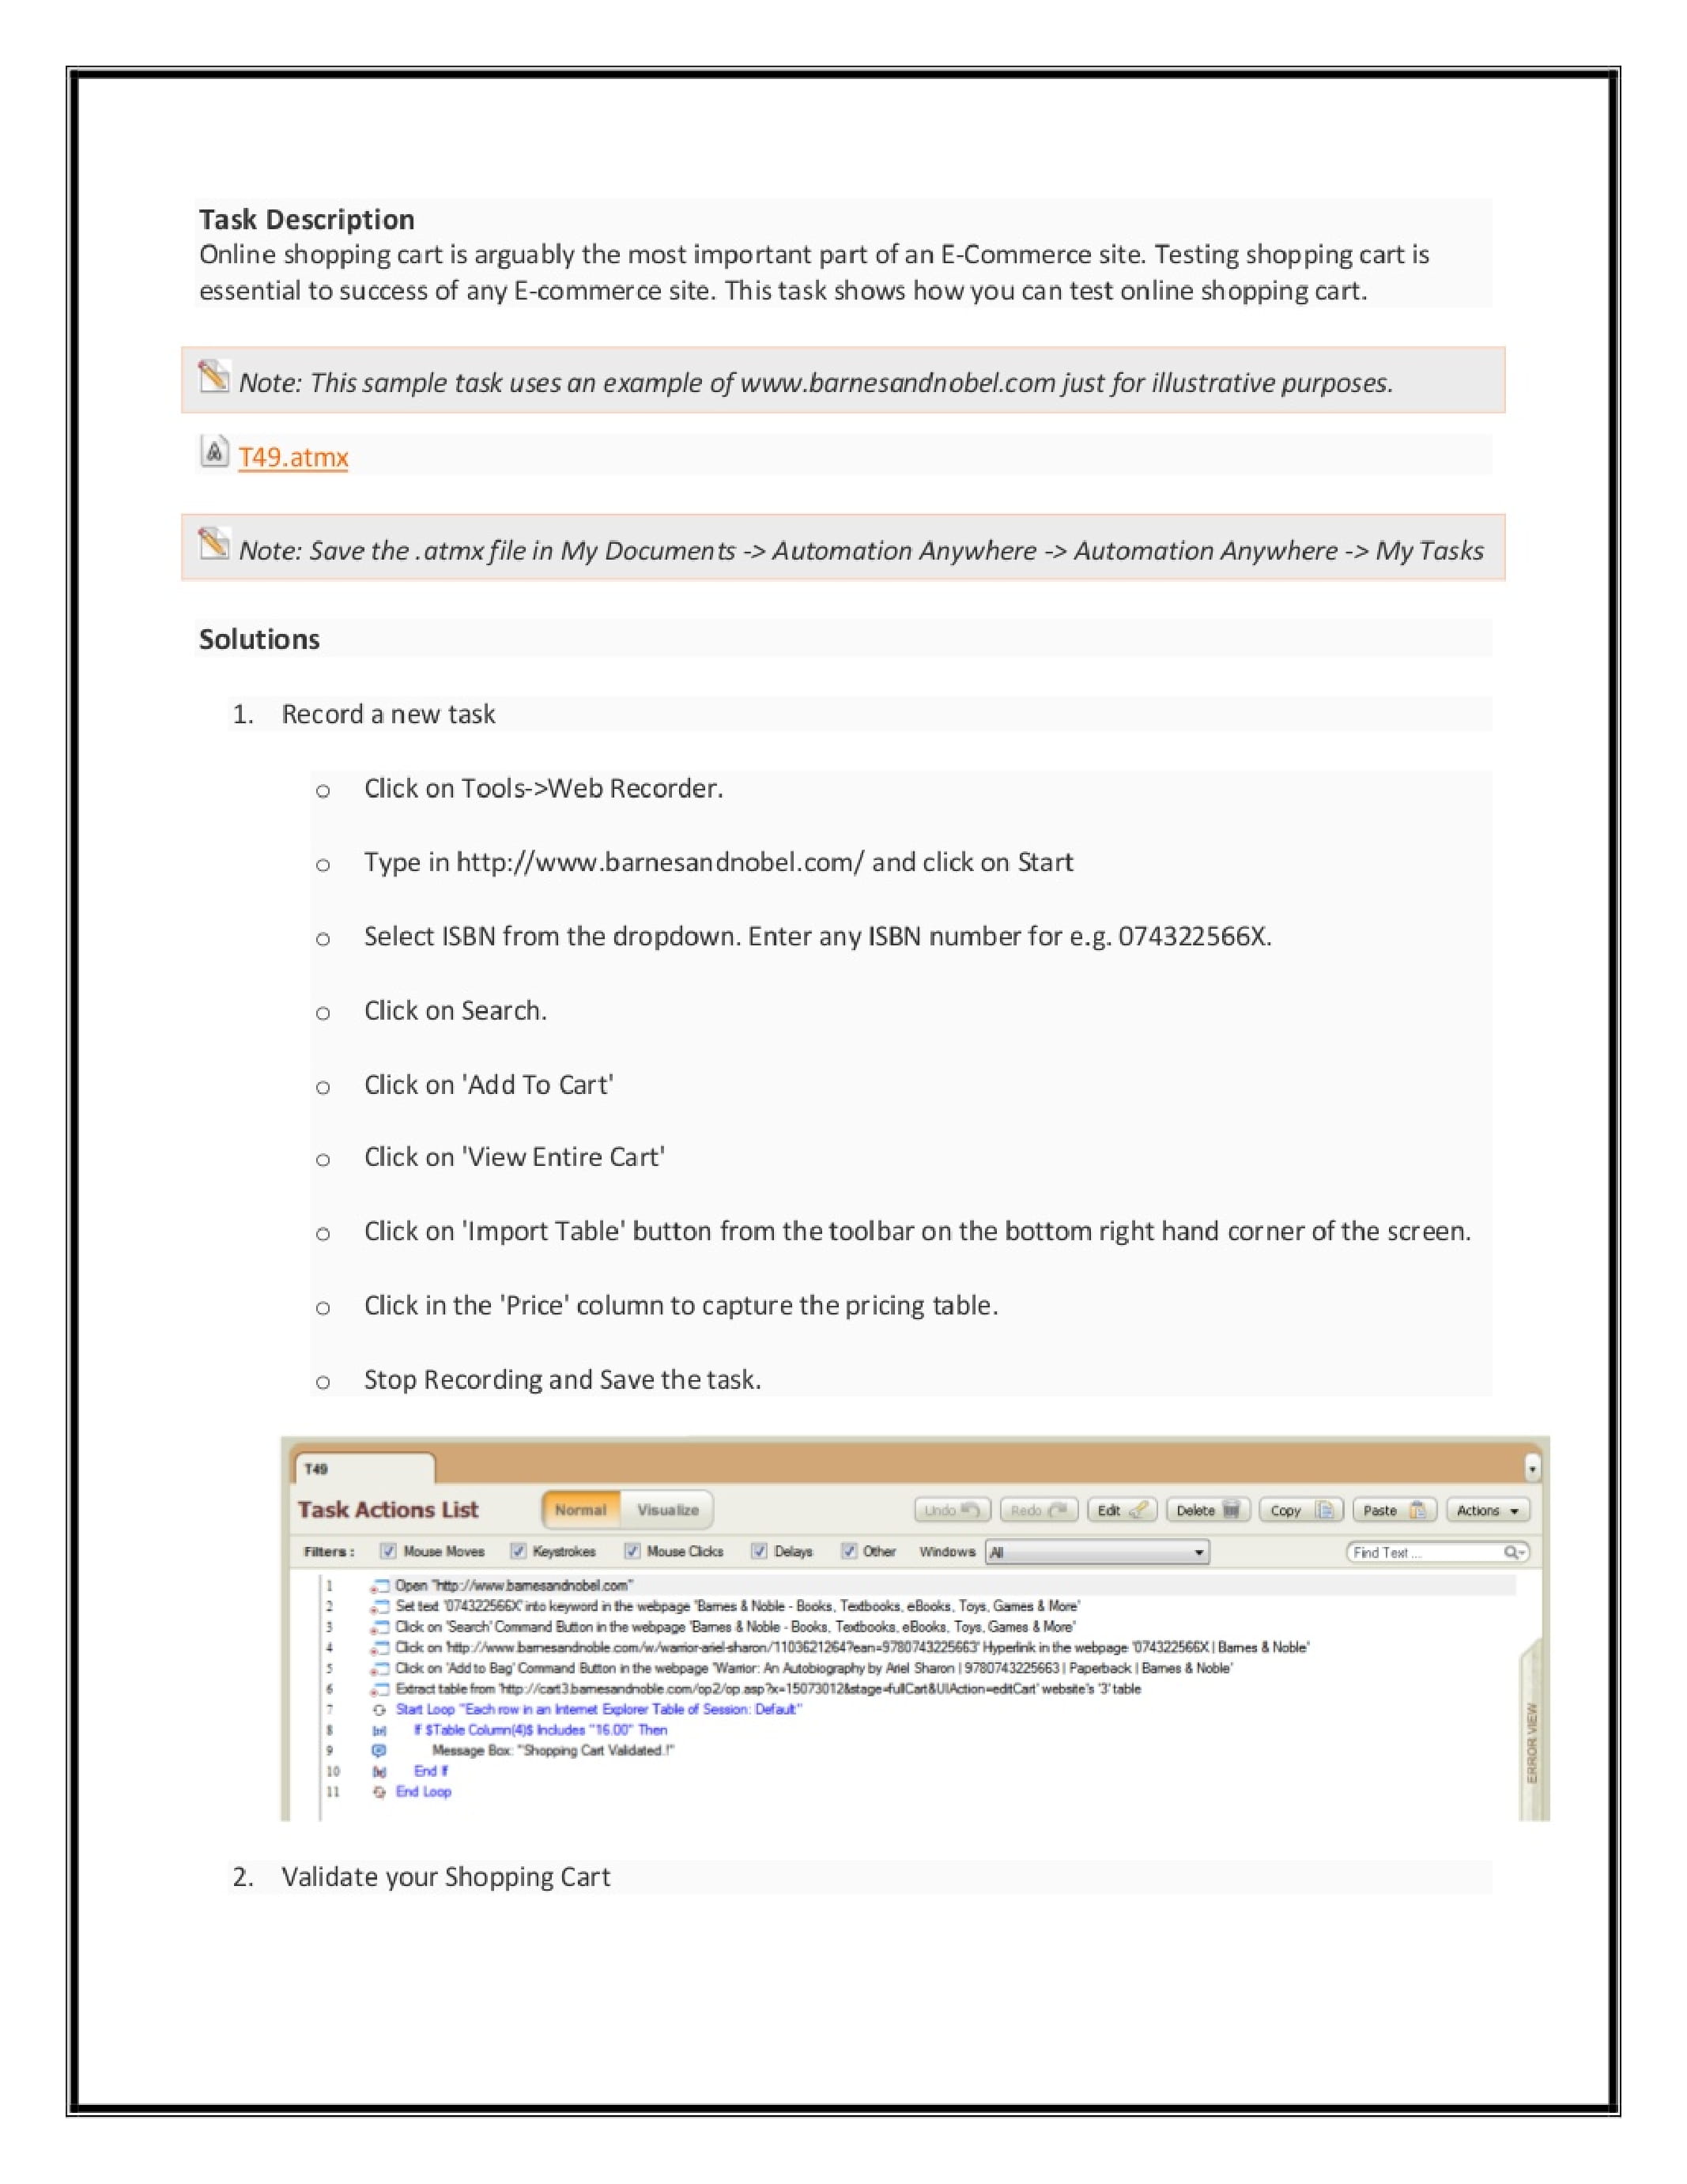 Task Description
Online shopping cart is arguably the most important part of an E-Commerce site. Testing shopping cart is
essential to success of any E-commerce site. This task shows how you can test online shopping cart.
Note: This sample task uses an example of www.barnesandnobel.com just for illustrative purposes.
T49.atmx
Note: Save the .atmx file in My Documents -> Automation Anywhere -> Automation Anywhere -> My Tasks
Solutions
1. Record a new task
o Click on Tools->Web Recorder.
o Type in http://www.barnesandnobel.com/ and click on Start
o Select ISBN from the dropdown. Enter any ISBN number for e.g. 074322566X.
o Click on Search.
o Click on 'Add To Cart'
o Click on 'View Entire Cart'
o Click on 'Import Table' button from the toolbar on the bottom right hand corner of the screen.
o Click in the 'Price' column to capture the pricing table.
o Stop Recording and Save the task.
T49
Task Actions List Normal Visualize Undo Redo Edit Delete Copy Paste Actions
Filters : Mouse Moves Keystrokes Mouse Clicks Delays Other Windows All Find Text ...
1 Open "http://www.barnesandnobel.com"
2 Set text '074322566X' into keyword in the webpage 'Barnes & Noble - Books, Textbooks, eBooks, Toys, Games & More'
3 Click on 'Search' Command Button in the webpage 'Barnes & Noble - Books, Textbooks, eBooks, Toys, Games & More'
4 Click on 'http://www.barnesandnoble.com/w/warrior-ariel-sharon/1103621264?ean=9780743225663' Hyperlink in the webpage '074322566X | Barnes & Noble'
5 Click on 'Add to Bag' Command Button in the webpage 'Warrior: An Autobiography by Ariel Sharon | 9780743225663 | Paperback | Barnes & Noble'
6 Extract table from 'http://cart3.barnesandnoble.com/op2/op.asp?x=15073012&stage=fullCart&UIAction=editCart' website's '3' table
7 Start Loop "Each row in an Internet Explorer Table of Session: Default"
8 If $Table Column(4)$ Includes "16.00" Then
9 Message Box: "Shopping Cart Validated.!"
10 End If
11 End Loop
ERROR VIEW
2. Validate your Shopping Cart